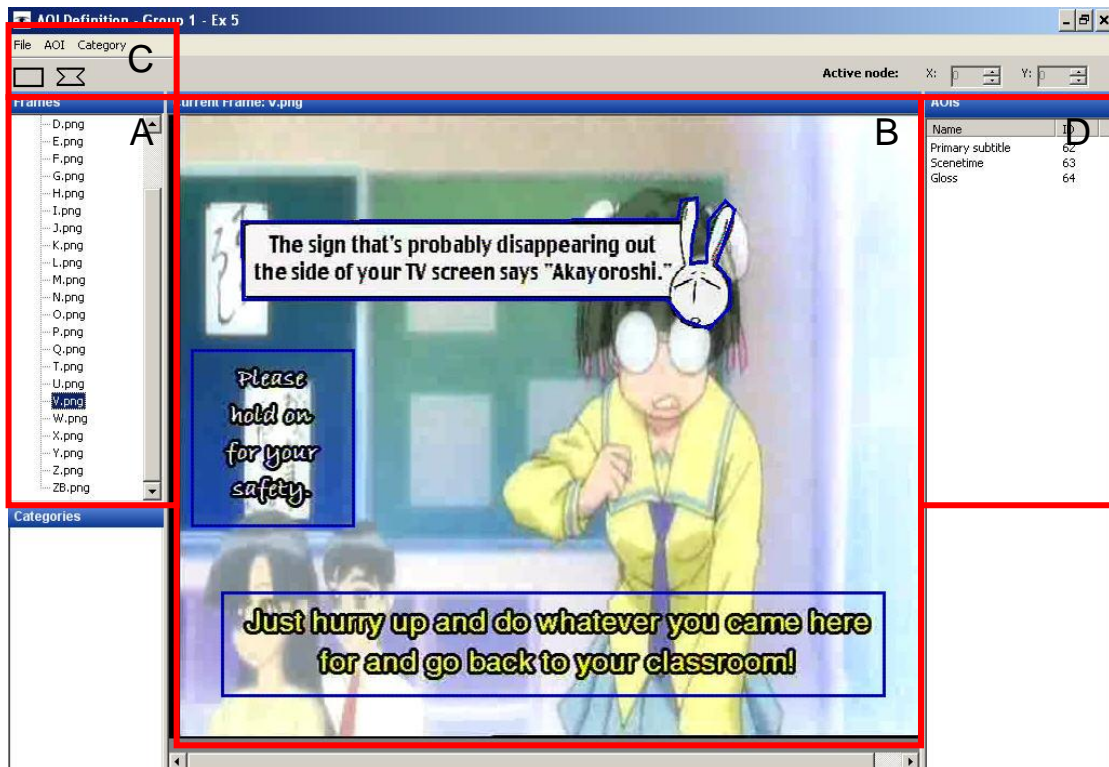 AOI Definition - Group 1 - Ex 5
File AOI Category
C
Active node: X: 0 Y: 0
Frames
A
D.png
E.png
F.png
G.png
H.png
I.png
J.png
K.png
L.png
M.png
N.png
O.png
P.png
Q.png
T.png
U.png
V.png
W.png
X.png
Y.png
Z.png
ZB.png
Categories
Current Frame: V.png
B
The sign that's probably disappearing out
the side of your TV screen says "Akayoroshi."
Please
hold on
for your
safety.
Just hurry up and do whatever you came here
for and go back to your classroom!
AOIs
D
Name ID
Primary subtitle 62
Scenetime 63
Gloss 64